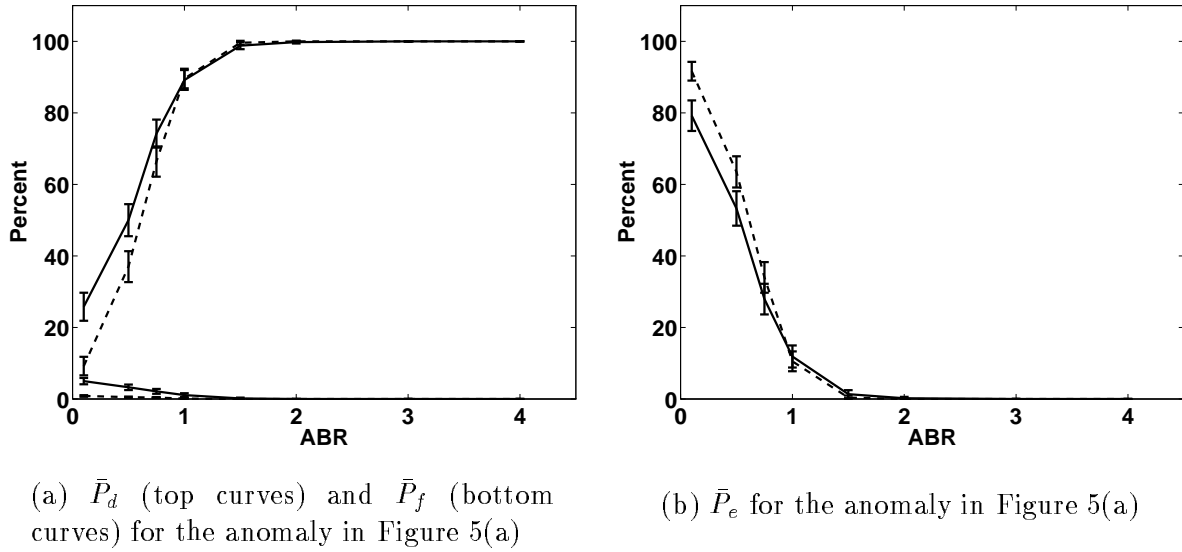 100
80
60
40
20
0
Percent
0 1 2 3 4
ABR
100
80
60
40
20
0
Percent
0 1 2 3 4
ABR
(a) P̄_d (top curves) and P̄_f (bottom
curves) for the anomaly in Figure 5(a)
(b) P̄_e for the anomaly in Figure 5(a)